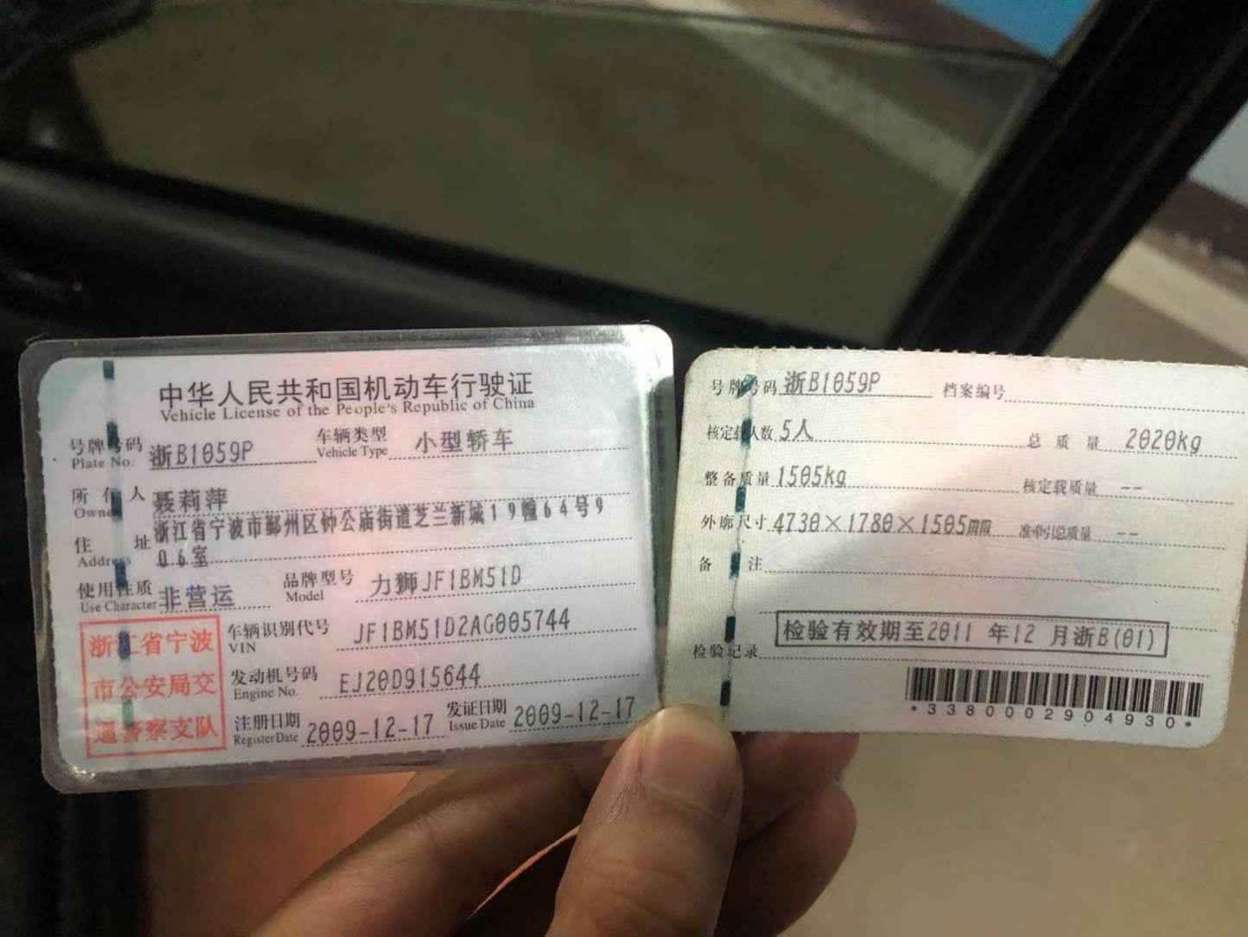 中华人民共和国机动车行驶证
Vehicle License of the People's Republic of China
号牌号码 浙B1059P 车辆类型 小型轿车
Plate No. Vehicle Type
所有人 聂莉萍
Owner
住址 浙江省宁波市鄞州区钟公庙街道芝兰新城19幢64号9
Address 06室
使用性质 非营运 品牌型号 力狮JF1BM51D
Use Character Model
浙江省宁波
市公安局交
通警察支队
车辆识别代号 JF1BM51D2AG005744
VIN
发动机号码 EJ20D915644
Engine No.
注册日期 2009-12-17 发证日期 2009-12-17
Register Date Issue Date
号牌号码 浙B1059P 档案编号
核定载人数 5人 总质量 2020kg
整备质量 1505kg 核定载质量 --
外廓尺寸 4730×1780×1505mm 准牵引总质量 --
备注
检验记录 检验有效期至2011 年12 月浙B(01)
*3380002904930*